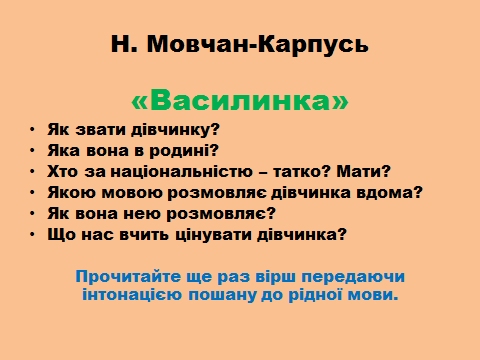 Н. Мовчан-Карпусь
«Василинка»
• Як звати дівчинку?
• Яка вона в родині?
• Хто за національністю – татко? Мати?
• Якою мовою розмовляє дівчинка вдома?
• Як вона нею розмовляє?
• Що нас вчить цінувати дівчинка?
Прочитайте ще раз вірш передаючи
інтонацією пошану до рідної мови.